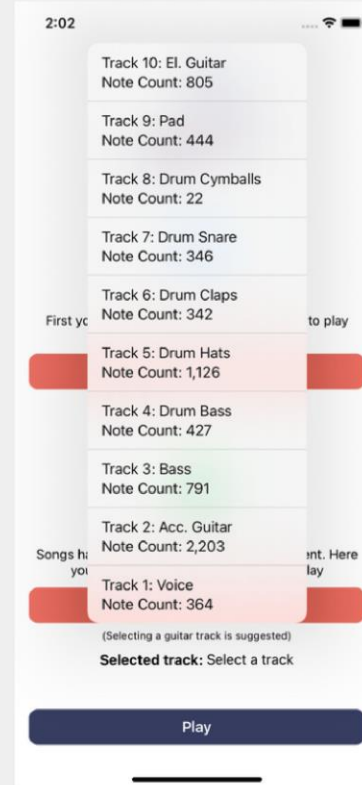 2:02
Track 10: El. Guitar
Note Count: 805
Track 9: Pad
Note Count: 444
Track 8: Drum Cymballs
Note Count: 22
Track 7: Drum Snare
Note Count: 346
Track 6: Drum Claps
Note Count: 342
First yo to play
Track 5: Drum Hats
Note Count: 1,126
Track 4: Drum Bass
Note Count: 427
Track 3: Bass
Note Count: 791
Track 2: Acc. Guitar
Note Count: 2,203
Songs ha ent. Here
you lay
Track 1: Voice
Note Count: 364
(Selecting a guitar track is suggested)
Selected track: Select a track
Play